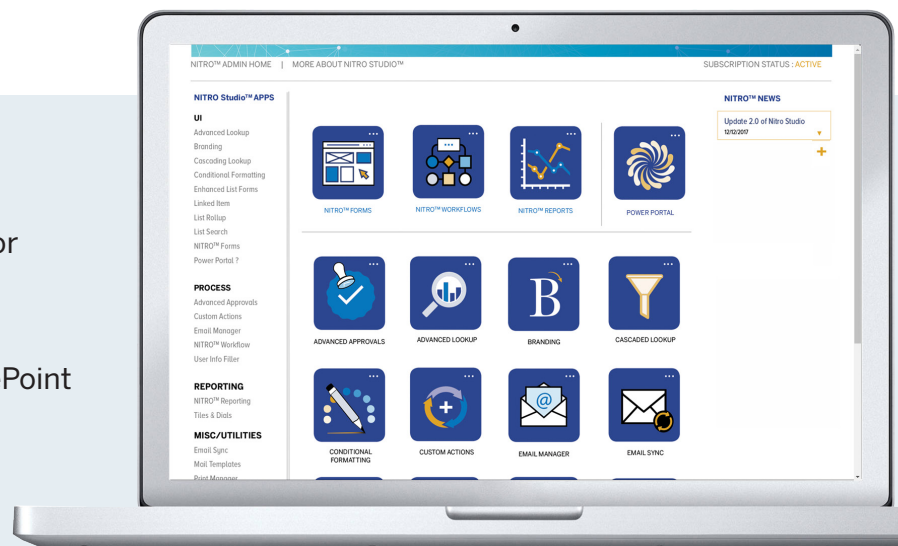 or
Point
NITRO™ ADMIN HOME | MORE ABOUT NITRO STUDIO™
SUBSCRIPTION STATUS : ACTIVE
NITRO Studio™ APPS
UI
Advanced Lookup
Branding
Cascading Lookup
Conditional Formatting
Enhanced List Forms
Linked Item
List Rollup
List Search
NITRO™ Forms
Power Portal ?
PROCESS
Advanced Approvals
Custom Actions
Email Manager
NITRO™ Workflow
User Info Filler
REPORTING
NITRO™ Reporting
Tiles & Dials
MISC/UTILITIES
Email Sync
Mail Templates
Print Manager
NITRO™ FORMS
NITRO™ WORKFLOWS
NITRO™ REPORTS
POWER PORTAL
ADVANCED APPROVALS
ADVANCED LOOKUP
B
BRANDING
CASCADED LOOKUP
CONDITIONAL
FORMATTING
CUSTOM ACTIONS
@
EMAIL MANAGER
EMAIL SYNC
NITRO™ NEWS
Update 2.0 of Nitro Studio
12/12/2017